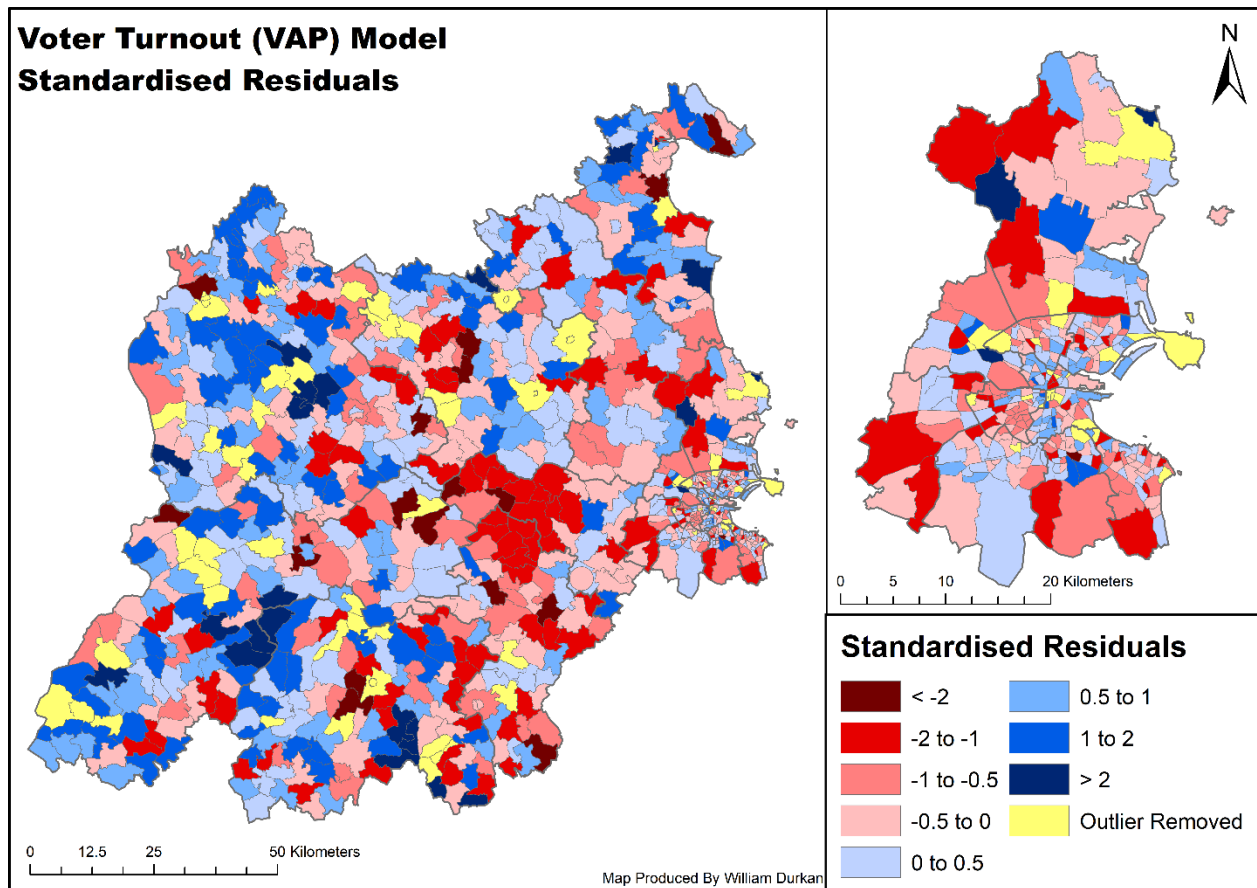 Voter Turnout (VAP) Model
Standardised Residuals
N
0 5 10 20 Kilometers
Standardised Residuals
< -2
-2 to -1
-1 to -0.5
-0.5 to 0
0 to 0.5
0.5 to 1
1 to 2
> 2
Outlier Removed
0 12.5 25 50 Kilometers
Map Produced By William Durkan